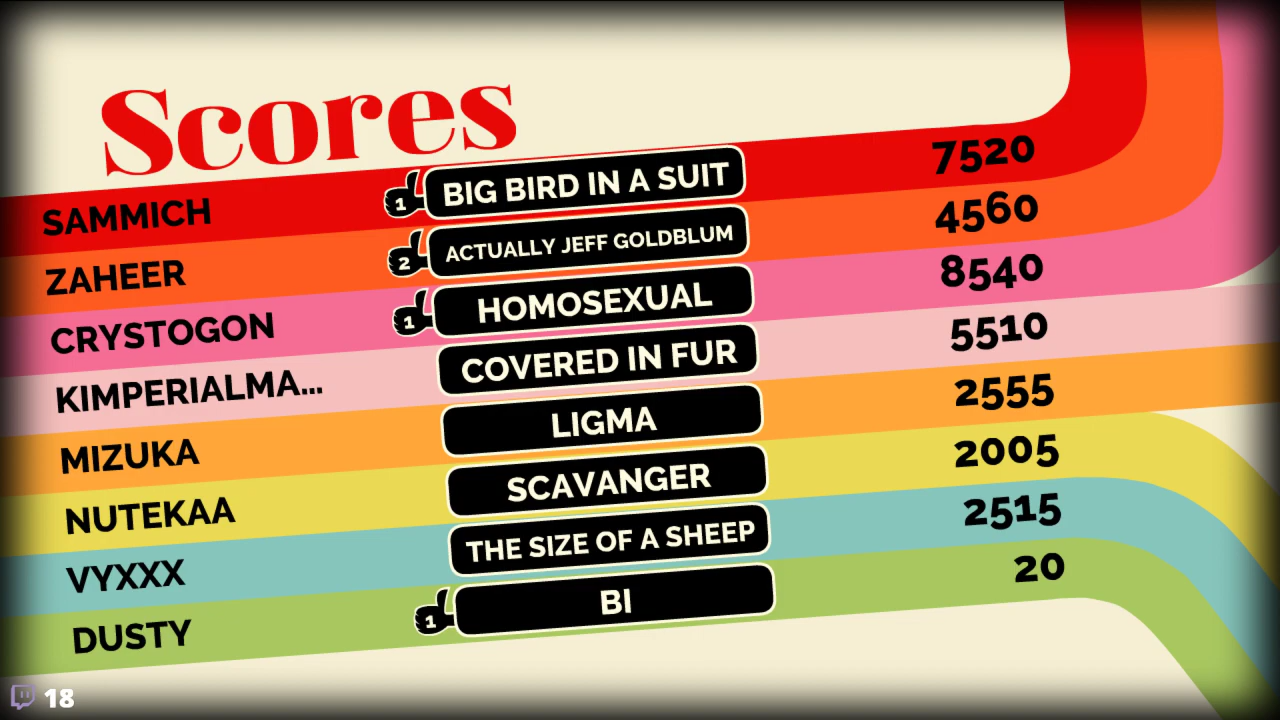 Scores
SAMMICH 1 BIG BIRD IN A SUIT 7520
ZAHEER 2 ACTUALLY JEFF GOLDBLUM 4560
CRYSTOGON 1 HOMOSEXUAL 8540
KIMPERIALMA... COVERED IN FUR 5510
MIZUKA LIGMA 2555
NUTEKAA SCAVANGER 2005
VYXXX THE SIZE OF A SHEEP 2515
DUSTY 1 BI 20
18